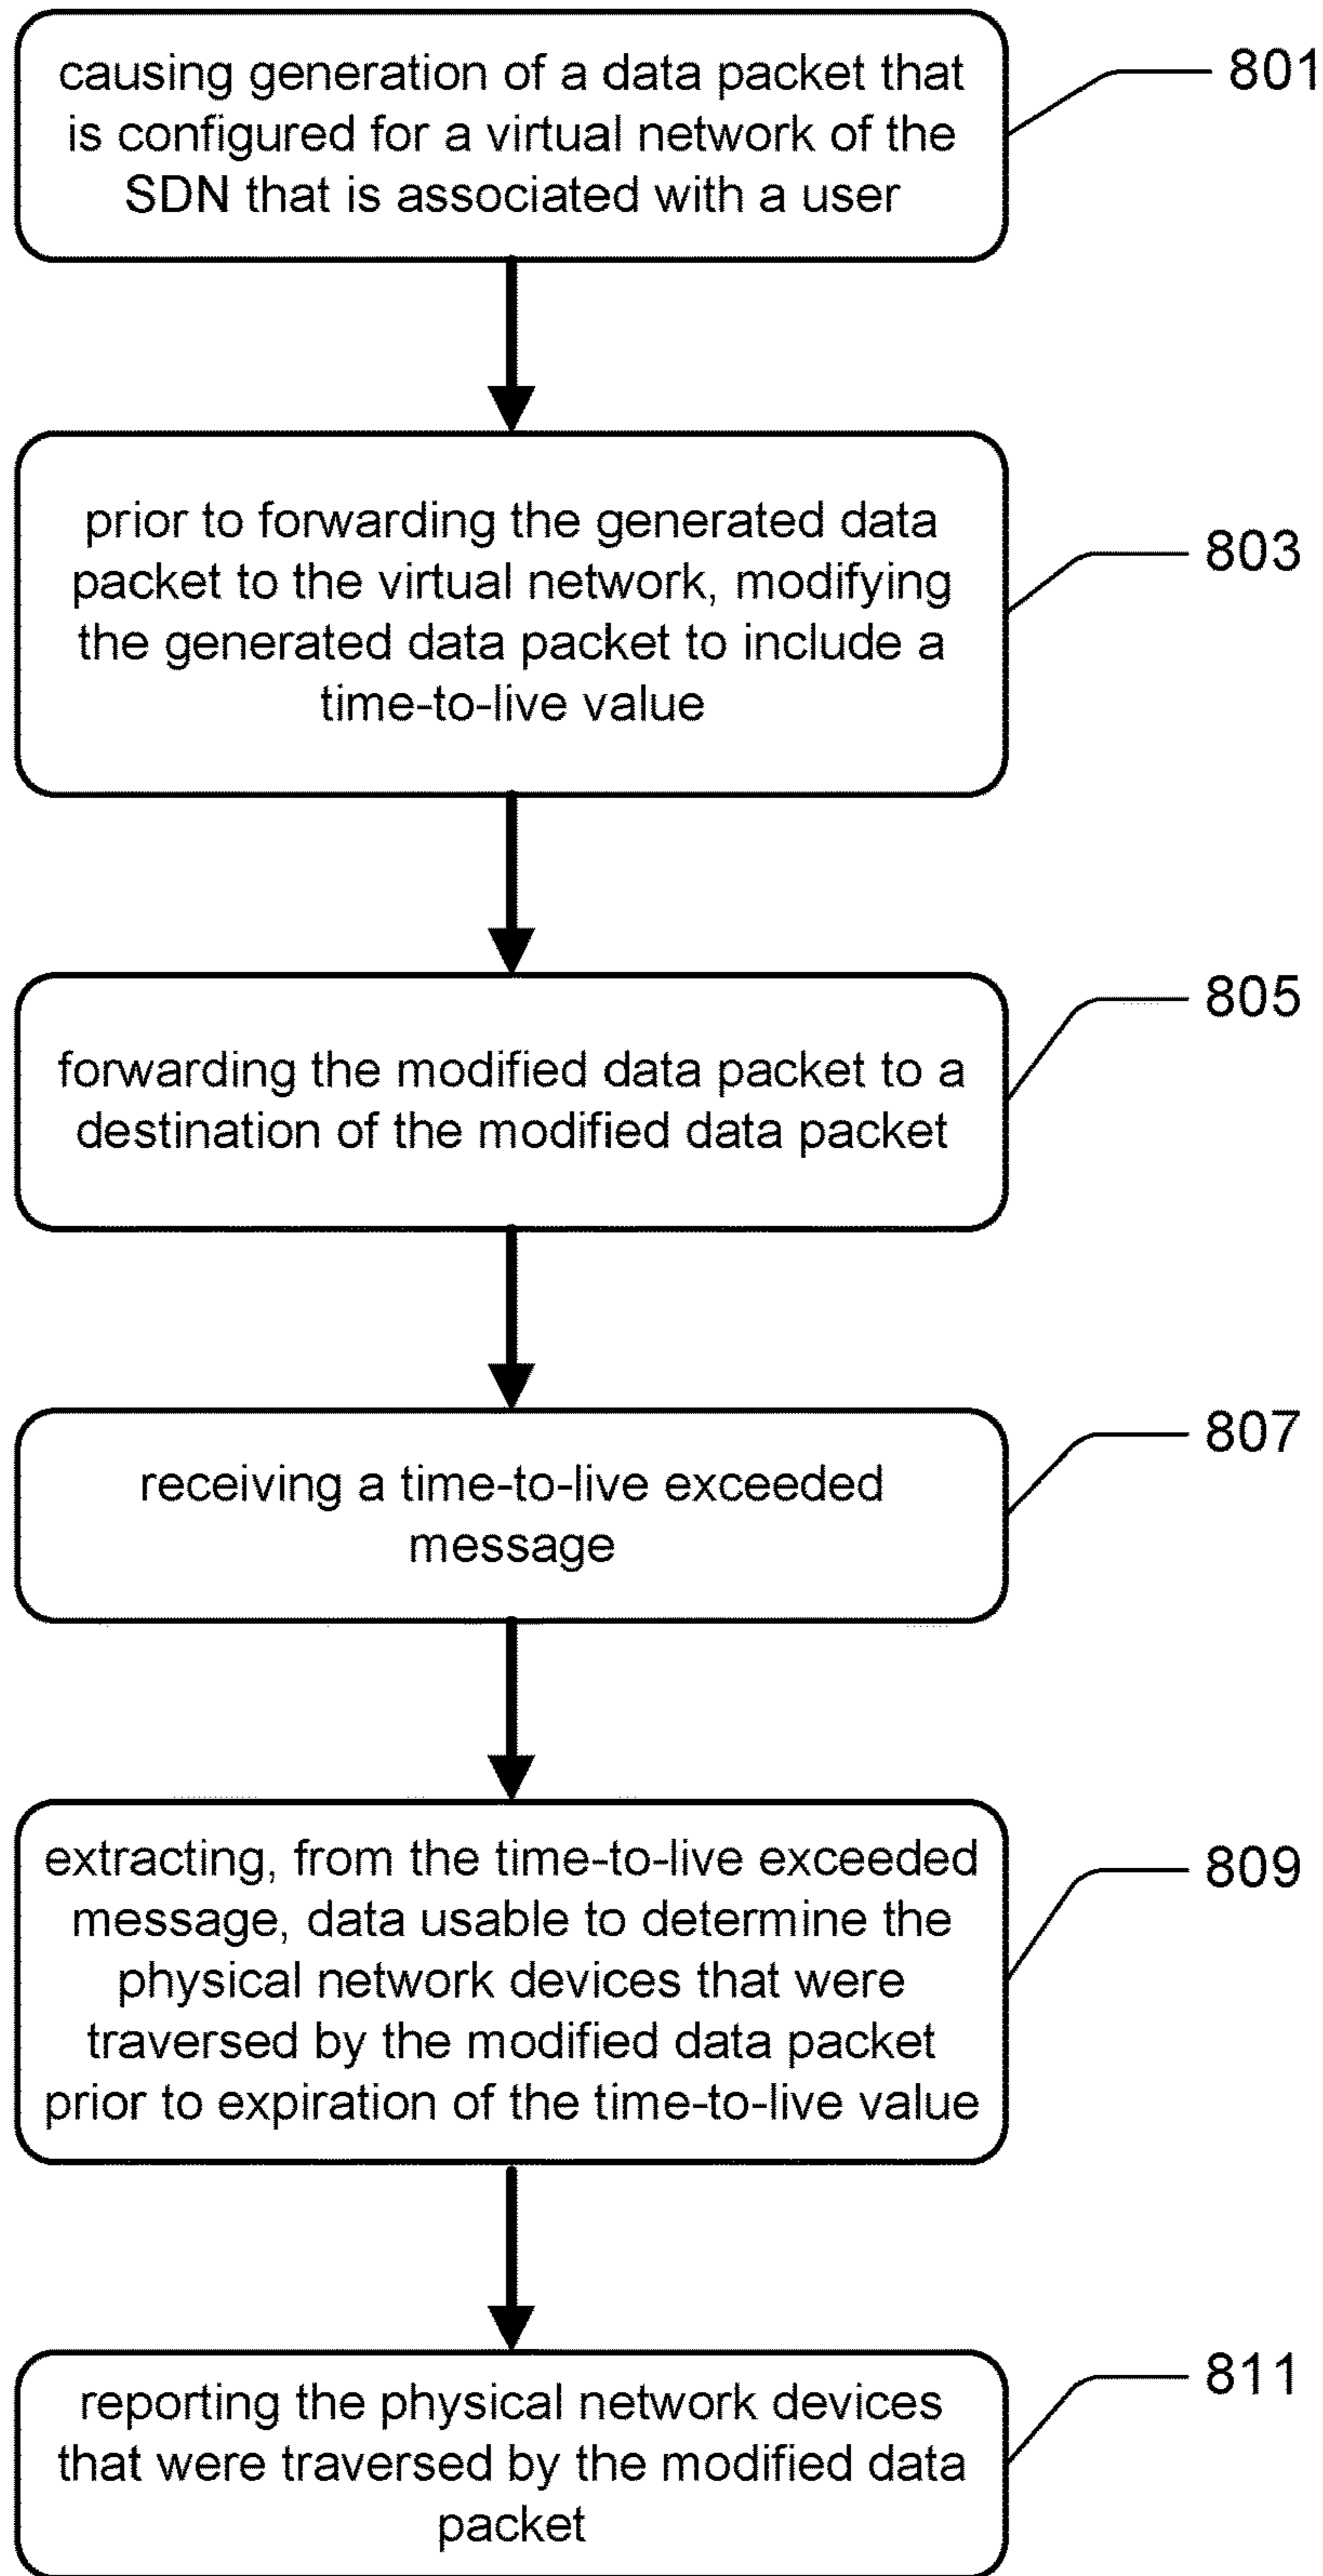 causing generation of a data packet that
is configured for a virtual network of the
SDN that is associated with a user
801
prior to forwarding the generated data
packet to the virtual network, modifying
the generated data packet to include a
time-to-live value
803
forwarding the modified data packet to a
destination of the modified data packet
805
receiving a time-to-live exceeded
message
807
extracting, from the time-to-live exceeded
message, data usable to determine the
physical network devices that were
traversed by the modified data packet
prior to expiration of the time-to-live value
809
reporting the physical network devices
that were traversed by the modified data
packet
811